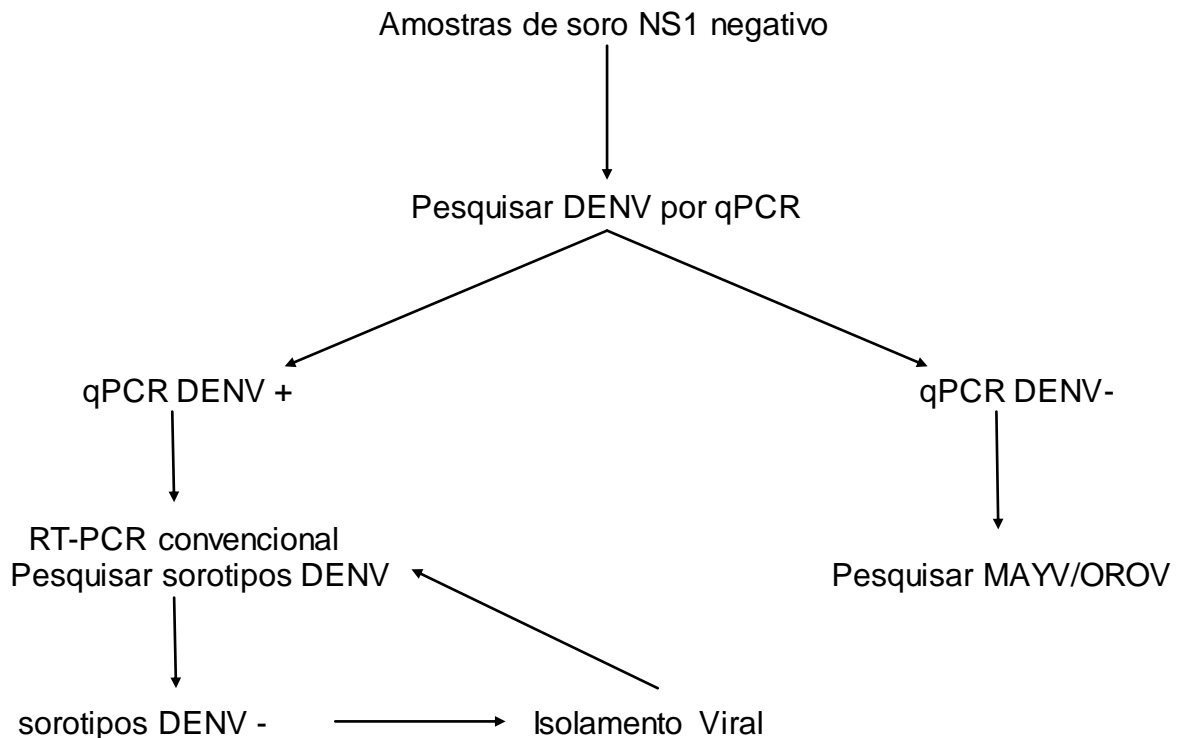 Amostras de soro NS1 negativo
Pesquisar DENV por qPCR
qPCR DENV +
qPCR DENV-
RT-PCR convencional
Pesquisar sorotipos DENV
Pesquisar MAYV/OROV
sorotipos DENV -
Isolamento Viral